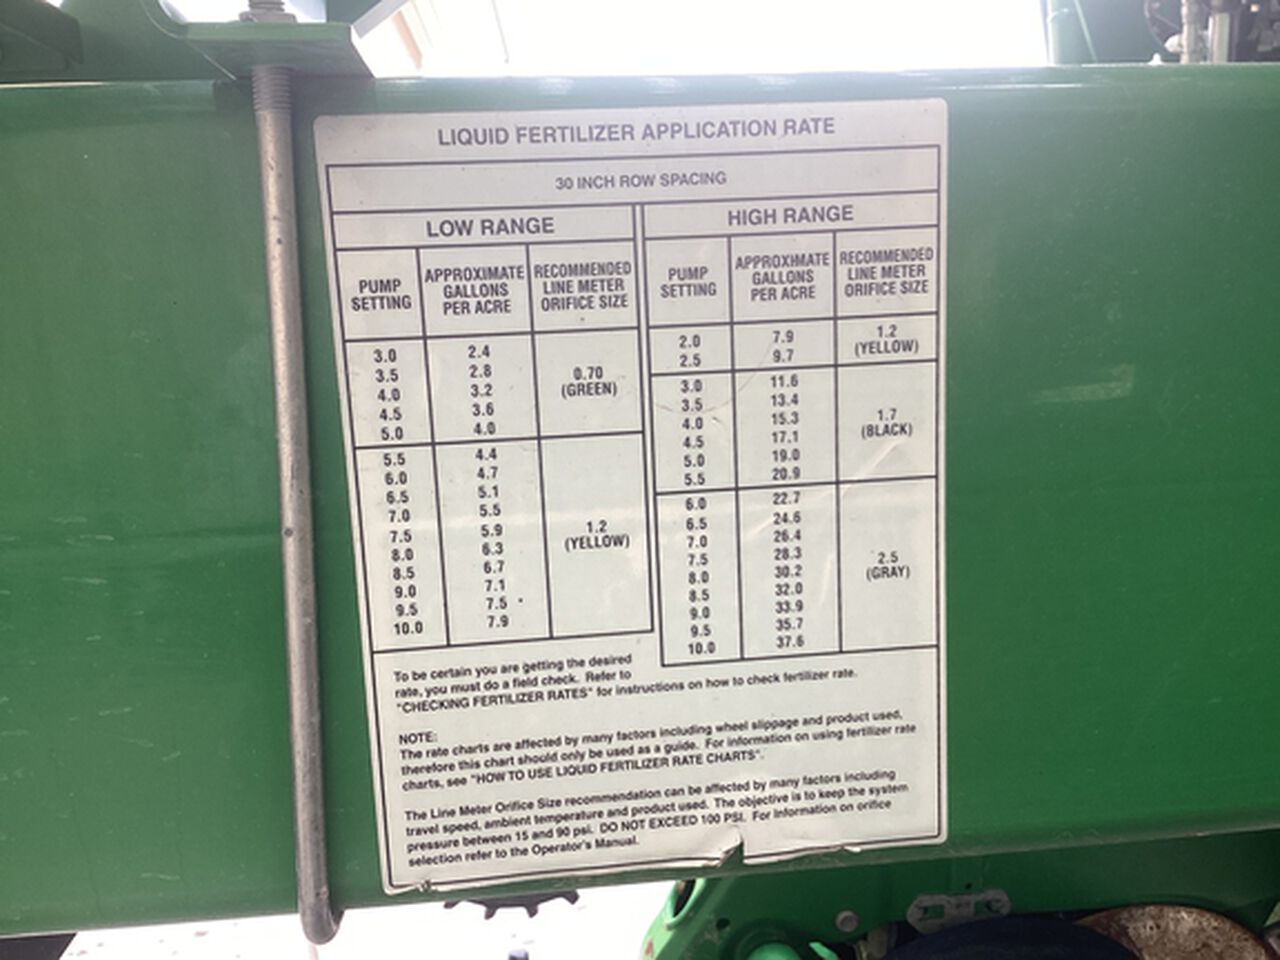 LIQUID FERTILIZER APPLICATION RATE
30 INCH ROW SPACING
LOW RANGE
PUMP SETTING APPROXIMATE GALLONS PER ACRE RECOMMENDED LINE METER ORIFICE SIZE
3.0 2.4
3.5 2.8
4.0 3.2
4.5 3.6
5.0 4.0
0.70
(GREEN)
5.5 4.4
6.0 4.7
6.5 5.1
7.0 5.5
7.5 5.9
8.0 6.3
8.5 6.7
9.0 7.1
9.5 7.5
10.0 7.9
1.2
(YELLOW)
HIGH RANGE
PUMP SETTING APPROXIMATE GALLONS PER ACRE RECOMMENDED LINE METER ORIFICE SIZE
2.0 7.9
2.5 9.7
1.2
(YELLOW)
3.0 11.6
3.5 13.4
4.0 15.3
4.5 17.1
5.0 19.0
5.5 20.9
1.7
(BLACK)
6.0 22.7
6.5 24.6
7.0 26.4
7.5 28.3
8.0 30.2
8.5 32.0
9.0 33.9
9.5 35.7
10.0 37.6
2.5
(GRAY)
To be certain you are getting the desired
rate, you must do a field check. Refer to
"CHECKING FERTILIZER RATES" for instructions on how to check fertilizer rate.
NOTE:
The rate charts are affected by many factors including wheel slippage and product used,
therefore this chart should only be used as a guide. For information on using fertilizer rate
charts, see "HOW TO USE LIQUID FERTILIZER RATE CHARTS".
The Line Meter Orifice Size recommendation can be affected by many factors including
travel speed, ambient temperature and product used. The objective is to keep the system
pressure between 15 and 90 psi. DO NOT EXCEED 100 PSI. For information on orifice
selection refer to the Operator's Manual.